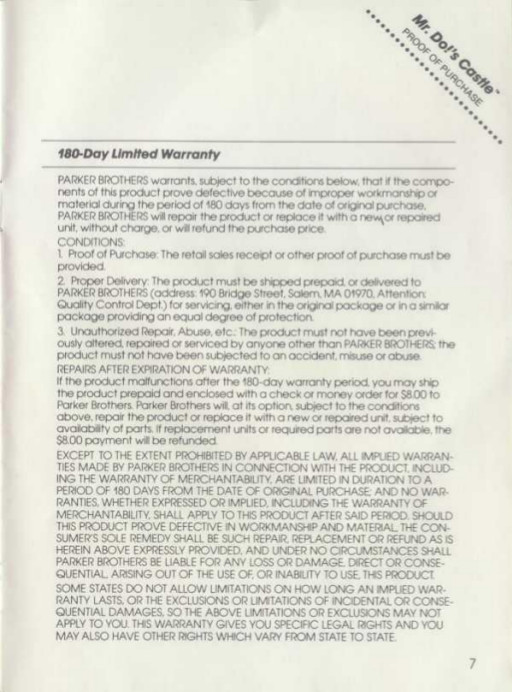 Mr. Do!'s Castle™
PROOF OF PURCHASE
180-Day Limited Warranty
PARKER BROTHERS warrants, subject to the conditions below, that if the compo-
nents of this product prove defective because of improper workmanship or
material during the period of 180 days from the date of original purchase,
PARKER BROTHERS will repair the product or replace it with a new or repaired
unit, without charge, or will refund the purchase price.
CONDITIONS:
1. Proof of Purchase: The retail sales receipt or other proof of purchase must be
provided.
2. Proper Delivery: The product must be shipped prepaid, or delivered to
PARKER BROTHERS (address: 190 Bridge Street, Salem, MA 01970, Attention:
Quality Control Dept.) for servicing, either in the original package or in a similar
package providing an equal degree of protection.
3. Unauthorized Repair, Abuse, etc.: The product must not have been previ-
ously altered, repaired or serviced by anyone other than PARKER BROTHERS; the
product must not have been subjected to an accident, misuse or abuse.
REPAIRS AFTER EXPIRATION OF WARRANTY:
If the product malfunctions after the 180-day warranty period, you may ship
the product prepaid and enclosed with a check or money order for $8.00 to
Parker Brothers. Parker Brothers will, at its option, subject to the conditions
above, repair the product or replace it with a new or repaired unit, subject to
availability of parts. If replacement units or required parts are not available, the
$8.00 payment will be refunded.
EXCEPT TO THE EXTENT PROHIBITED BY APPLICABLE LAW, ALL IMPLIED WARRAN-
TIES MADE BY PARKER BROTHERS IN CONNECTION WITH THE PRODUCT, INCLUD-
ING THE WARRANTY OF MERCHANTABILITY, ARE LIMITED IN DURATION TO A
PERIOD OF 180 DAYS FROM THE DATE OF ORIGINAL PURCHASE; AND NO WAR-
RANTIES, WHETHER EXPRESSED OR IMPLIED, INCLUDING THE WARRANTY OF
MERCHANTABILITY, SHALL APPLY TO THIS PRODUCT AFTER SAID PERIOD. SHOULD
THIS PRODUCT PROVE DEFECTIVE IN WORKMANSHIP AND MATERIAL, THE CON-
SUMER'S SOLE REMEDY SHALL BE SUCH REPAIR, REPLACEMENT OR REFUND AS IS
HEREIN ABOVE EXPRESSLY PROVIDED, AND UNDER NO CIRCUMSTANCES SHALL
PARKER BROTHERS BE LIABLE FOR ANY LOSS OR DAMAGE, DIRECT OR CONSE-
QUENTIAL, ARISING OUT OF THE USE OF, OR INABILITY TO USE, THIS PRODUCT.
SOME STATES DO NOT ALLOW LIMITATIONS ON HOW LONG AN IMPLIED WAR-
RANTY LASTS, OR THE EXCLUSIONS OR LIMITATIONS OF INCIDENTAL OR CONSE-
QUENTIAL DAMAGES, SO THE ABOVE LIMITATIONS OR EXCLUSIONS MAY NOT
APPLY TO YOU. THIS WARRANTY GIVES YOU SPECIFIC LEGAL RIGHTS AND YOU
MAY ALSO HAVE OTHER RIGHTS WHICH VARY FROM STATE TO STATE.
7